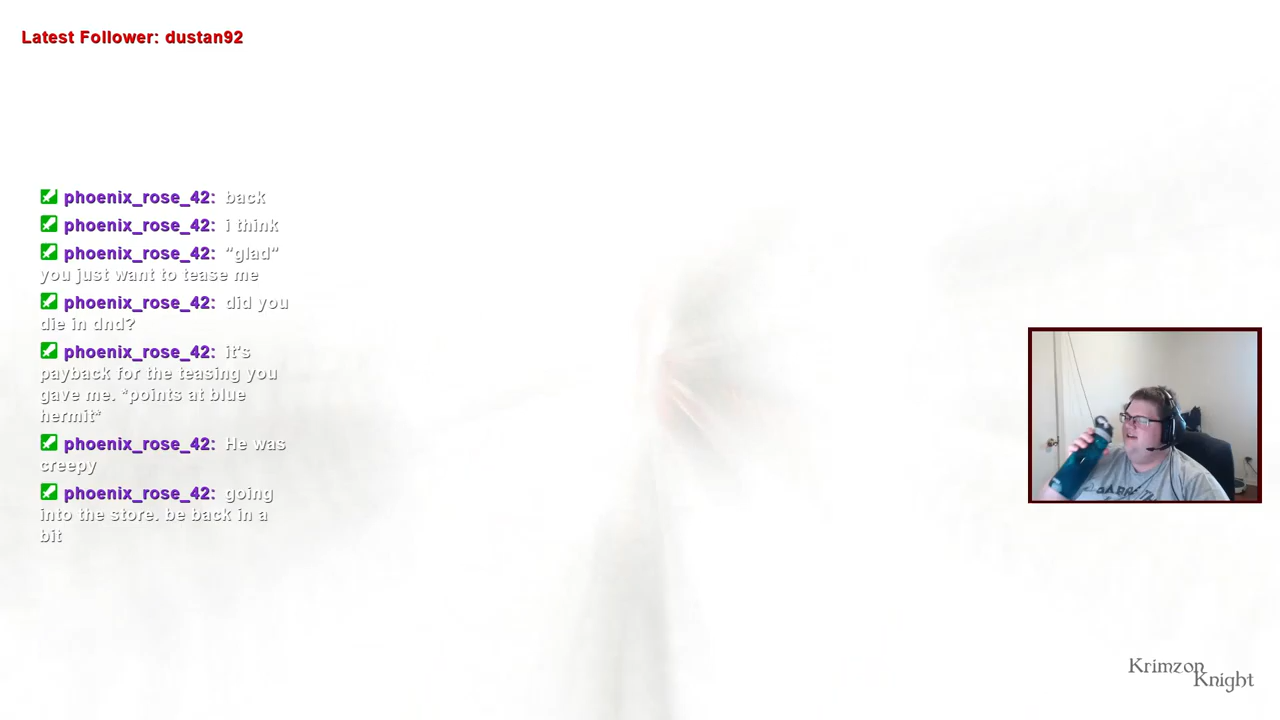 Latest Follower: dustan92
phoenix_rose_42: back
phoenix_rose_42: i think
phoenix_rose_42: "glad"
you just want to tease me
phoenix_rose_42: did you
die in dnd?
phoenix_rose_42: it's
payback for the teasing you
gave me. *points at blue
hermit*
phoenix_rose_42: He was
creepy
phoenix_rose_42: going
into the store. be back in a
bit
Krimzon
Knight